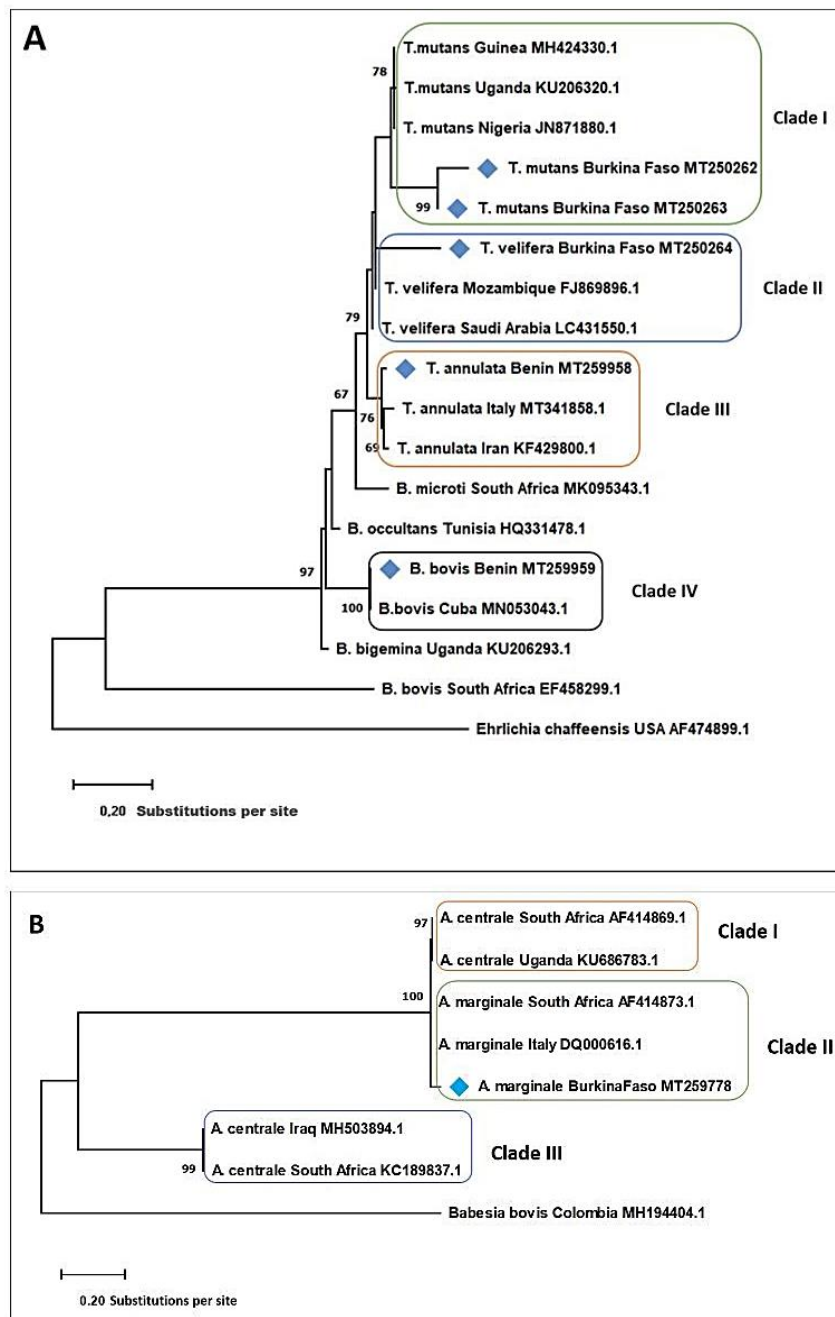 A
T.mutans Guinea MH424330.1
78
T.mutans Uganda KU206320.1
Clade I
T. mutans Nigeria JN871880.1
T. mutans Burkina Faso MT250262
99
T. mutans Burkina Faso MT250263
T. velifera Burkina Faso MT250264
T. velifera Mozambique FJ869896.1
Clade II
79
T. velifera Saudi Arabia LC431550.1
T. annulata Benin MT259958
67
T. annulata Italy MT341858.1
Clade III
76
69
T. annulata Iran KF429800.1
B. microti South Africa MK095343.1
B. occultans Tunisia HQ331478.1
97
B. bovis Benin MT259959
Clade IV
100
B.bovis Cuba MN053043.1
B. bigemina Uganda KU206293.1
B. bovis South Africa EF458299.1
Ehrlichia chaffeensis USA AF474899.1
0,20 Substitutions per site
B
97
A. centrale South Africa AF414869.1
Clade I
A. centrale Uganda KU686783.1
100
A. marginale South Africa AF414873.1
A. marginale Italy DQ000616.1
Clade II
A. marginale BurkinaFaso MT259778
A. centrale Iraq MH503894.1
Clade III
99
A. centrale South Africa KC189837.1
Babesia bovis Colombia MH194404.1
0.20 Substitutions per site